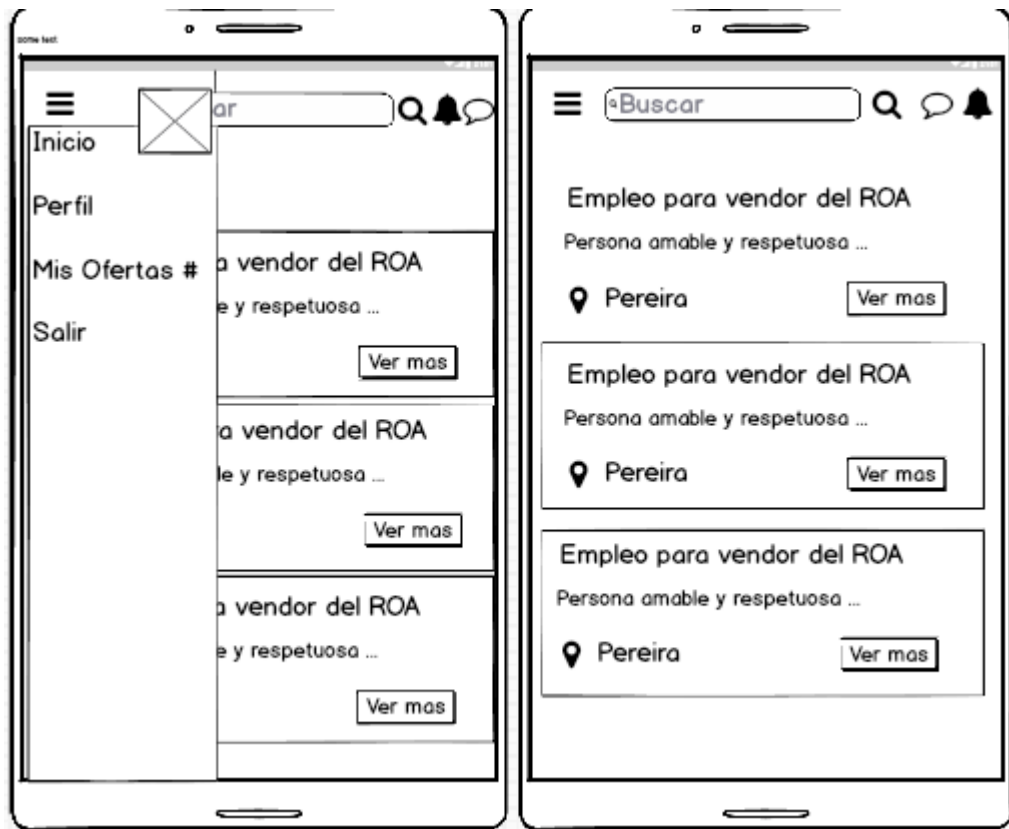 some text
ar
Inicio
Perfil
Mis Ofertas #
Salir
a vendor del ROA
e y respetuosa ...
Ver mas
a vendor del ROA
le y respetuosa ...
Ver mas
a vendor del ROA
e y respetuosa ...
Ver mas
Buscar
Empleo para vendor del ROA
Persona amable y respetuosa ...
Pereira
Ver mas
Empleo para vendor del ROA
Persona amable y respetuosa ...
Pereira
Ver mas
Empleo para vendor del ROA
Persona amable y respetuosa ...
Pereira
Ver mas